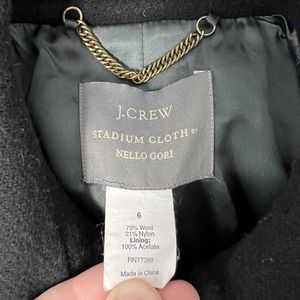 J.CREW
STADIUM CLOTH BY
NELLO GORI
6
79% Wool
21% Nylon
Lining:
100% Acetate
RN77388
Made in China